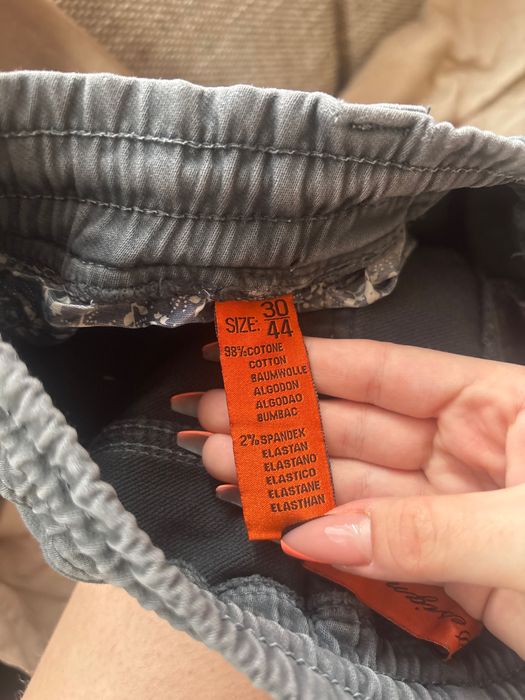 SIZE: 30/44
98% COTONE
COTTON
BAUMWOLLE
ALGODON
ALGODAO
BUMBAC
2% SPANDEX
ELASTAN
ELASTANO
ELASTICO
ELASTANE
ELASTHAN